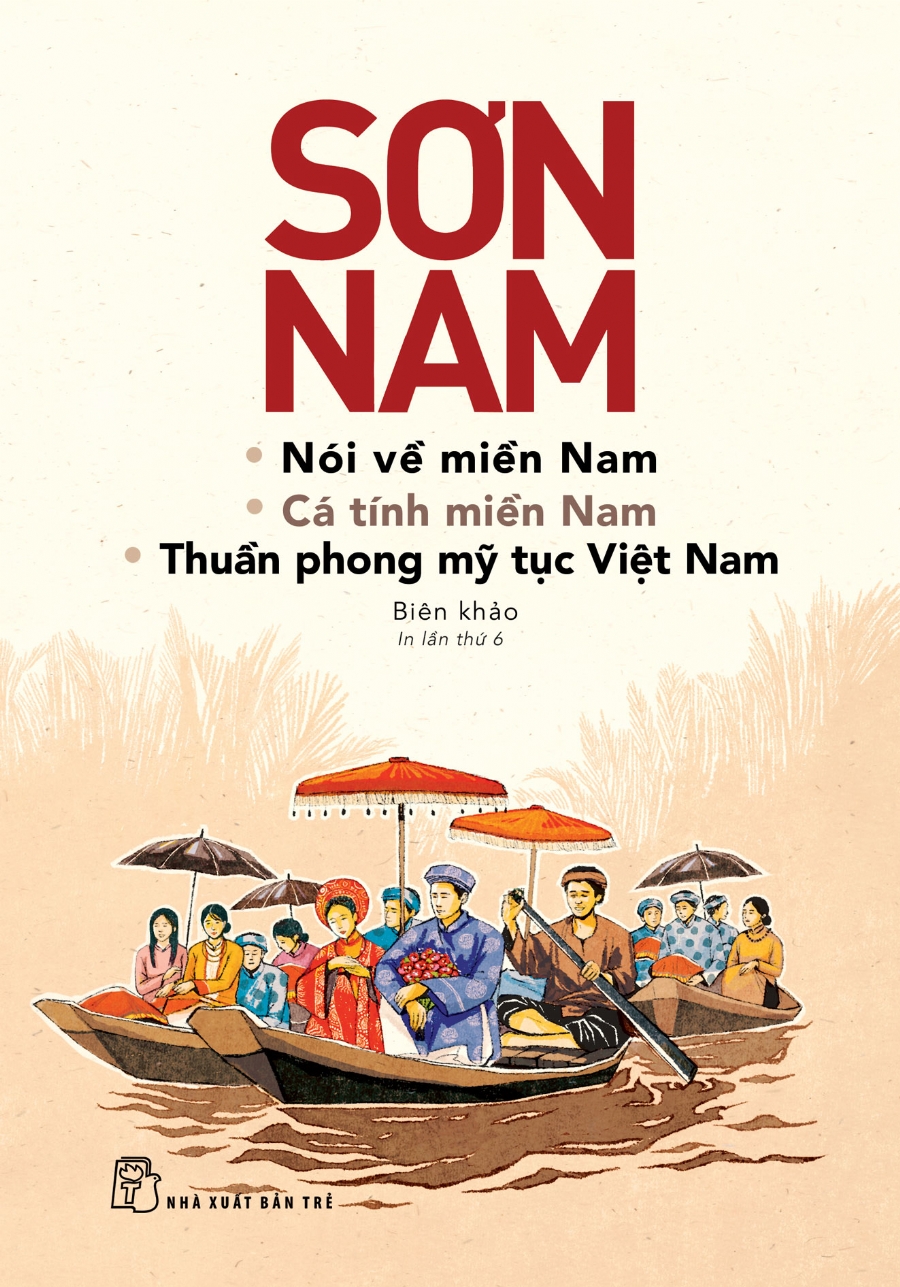 SƠN
NAM
• Nói về miền Nam
• Cá tính miền Nam
• Thuần phong mỹ tục Việt Nam
Biên khảo
In lần thứ 6
T
NHÀ XUẤT BẢN TRẺ